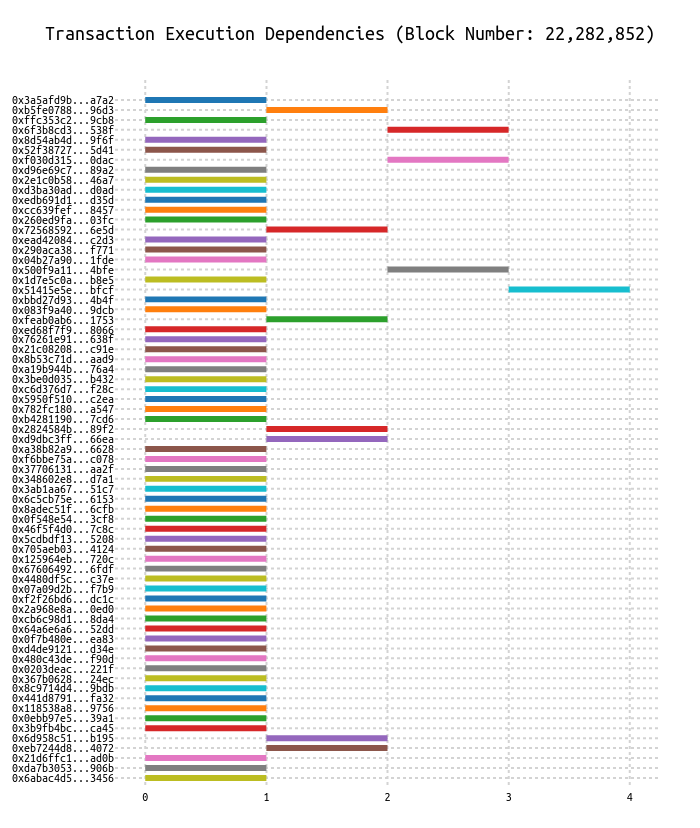 Transaction Execution Dependencies (Block Number: 22,282,852)
0x3a5afd9b...a7a2
0xb5fe0788...96d3
0xffc353c2...9cb8
0x6f3b8cd3...538f
0x8d54ab4d...9f6f
0x52f38727...5d41
0xf030d315...0dac
0xd96e69c7...89a2
0x2e1c0b58...46a7
0xd3ba30ad...d0ad
0xedb691d1...d35d
0xcc639fef...8457
0x260ed9fa...03fc
0x72568592...6e5d
0xead42084...c2d3
0x290aca38...f771
0x04b27a90...1fde
0x500f9a11...4bfe
0x1d7e5c0a...b8e5
0x51415e5e...bfcf
0xbbd27d93...4b4f
0x083f9a40...9dcb
0xfeab0ab6...1753
0xed68f7f9...8066
0x76261e91...638f
0x21c08208...c91e
0x8b53c71d...aad9
0xa19b944b...76a4
0x3be0d035...b432
0xc6d376d7...f28c
0x5950f510...c2ea
0x782fc180...a547
0xb4281190...7cd6
0x2824584b...89f2
0xd9dbc3ff...66ea
0xa38b82a9...6628
0xf6bbe75a...c078
0x37706131...aa2f
0x348602e8...d7a1
0x3ab1aa67...51c7
0x6c5cb75e...6153
0x8adec51f...6cfb
0x0f548e54...3cf8
0x46f5f4d0...7c8c
0x5cdbdf13...5208
0x705aeb03...4124
0x125964eb...720c
0x67606492...6fdf
0x4480df5c...c37e
0x07a09d2b...f7b9
0xf2f26bd6...dc1c
0x2a968e8a...0ed0
0xcb6c98d1...8da4
0x64a6e6a6...52dd
0x0f7b480e...ea83
0xd4de9121...d34e
0x480c43de...f90d
0x0203deac...221f
0x367b0628...24ec
0x8c9714d4...9bdb
0x441d8791...fa32
0x118538a8...9756
0x0ebb97e5...39a1
0x3b9fb4bc...ca45
0x6d958c51...b195
0xeb7244d8...4072
0x21d6ffc1...ad0b
0xda7b3053...906b
0x6abac4d5...3456
0 1 2 3 4